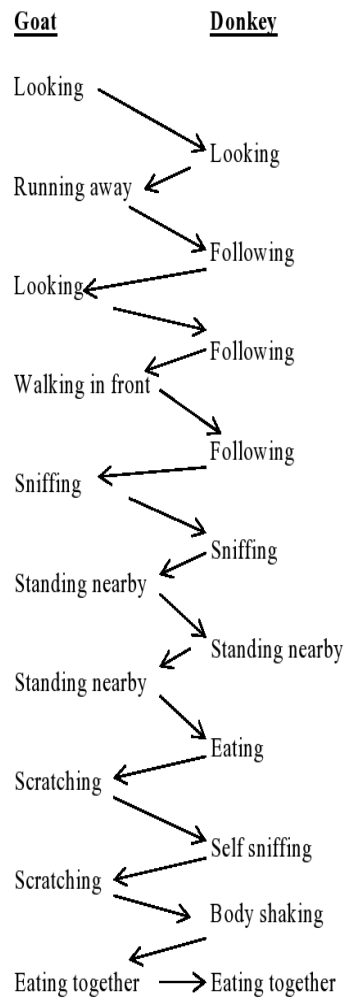 Goat Donkey
Looking
Looking
Running away
Following
Looking
Following
Walking in front
Following
Sniffing
Sniffing
Standing nearby
Standing nearby
Standing nearby
Eating
Scratching
Self sniffing
Scratching
Body shaking
Eating together Eating together